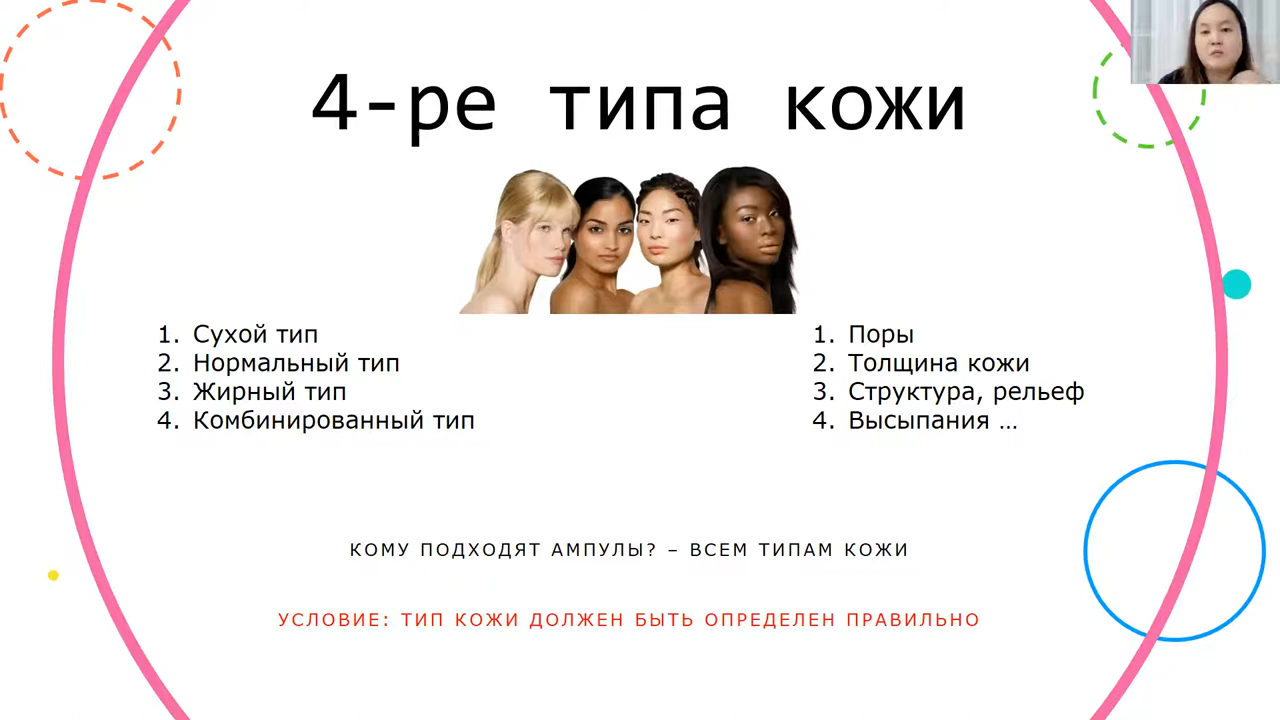 4-ре типа кожи
1. Сухой тип
2. Нормальный тип
3. Жирный тип
4. Комбинированный тип
1. Поры
2. Толщина кожи
3. Структура, рельеф
4. Высыпания ...
КОМУ ПОДХОДЯТ АМПУЛЫ? – ВСЕМ ТИПАМ КОЖИ
УСЛОВИЕ: ТИП КОЖИ ДОЛЖЕН БЫТЬ ОПРЕДЕЛЕН ПРАВИЛЬНО